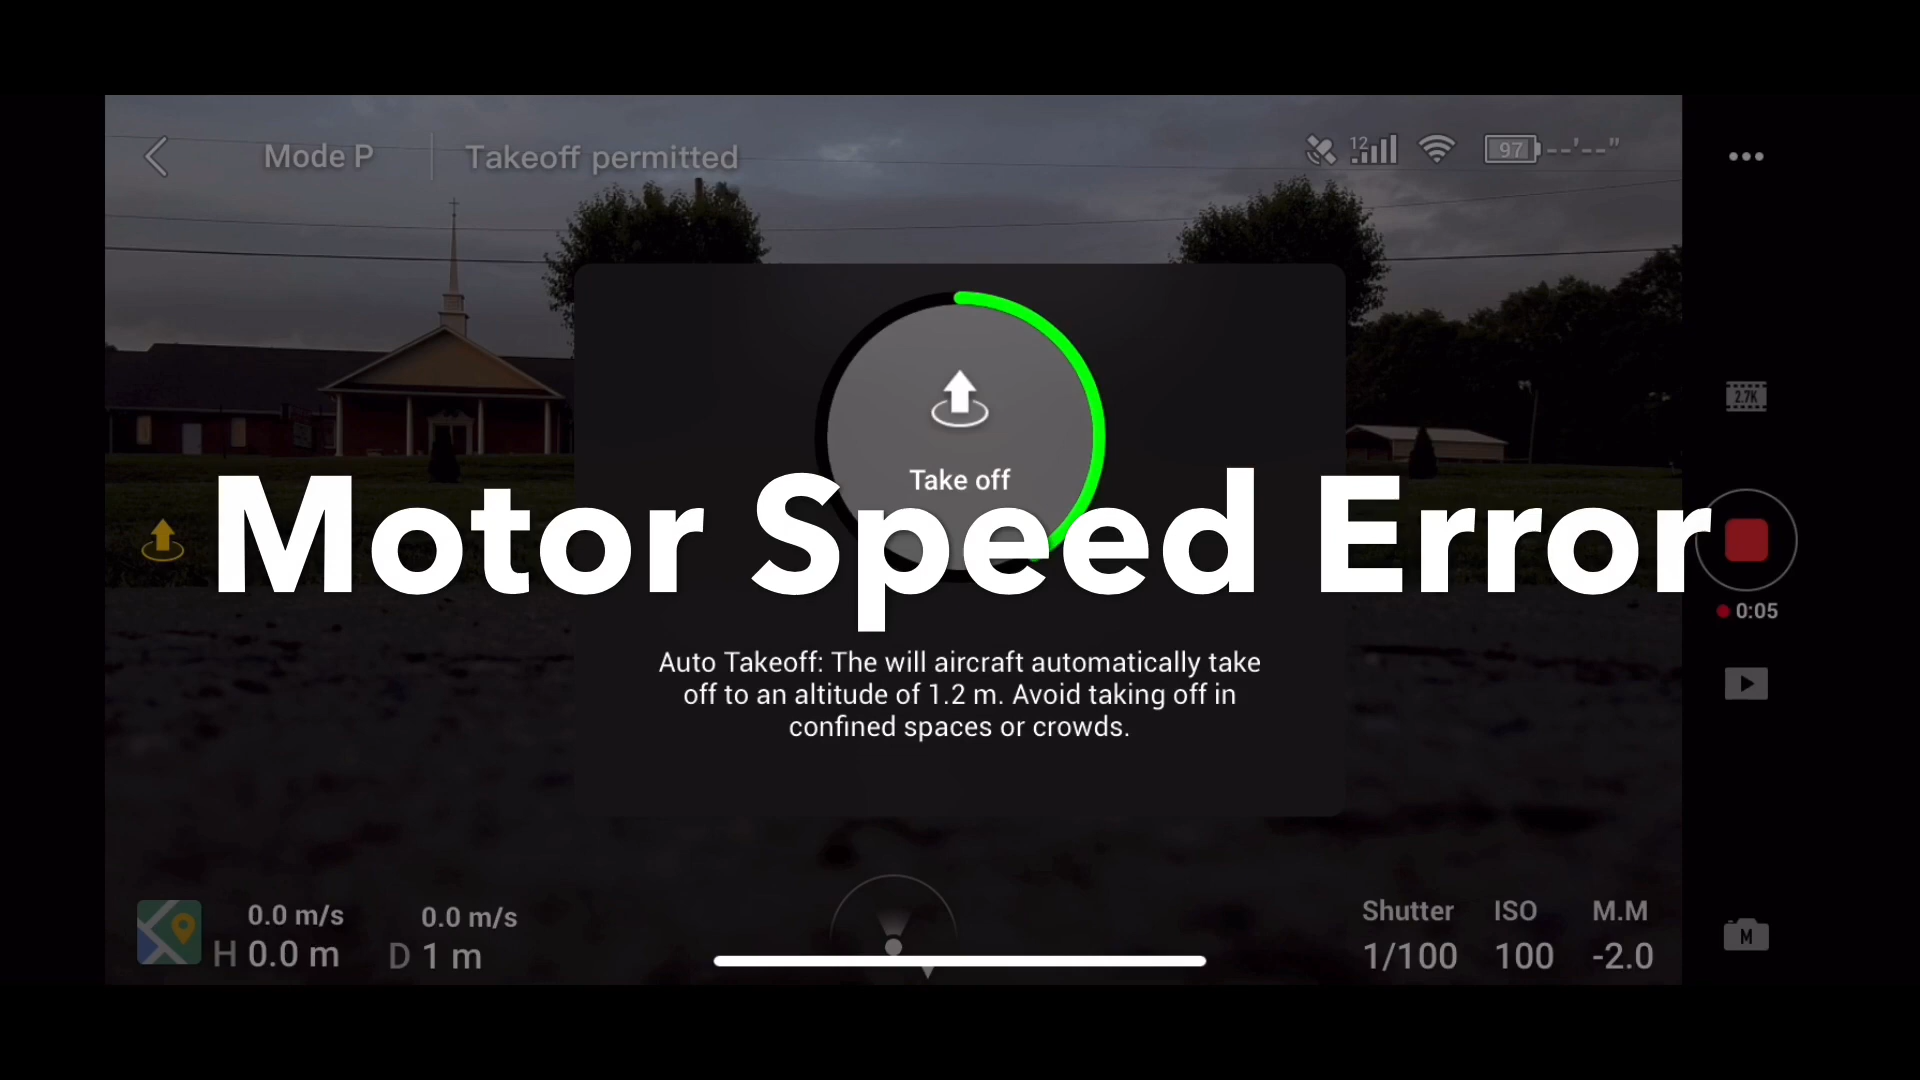 Mode P
Takeoff permitted
12
97
--'--"
2.7K
Take off
Motor Speed Error
0:05
Auto Takeoff: The will aircraft automatically take
off to an altitude of 1.2 m. Avoid taking off in
confined spaces or crowds.
0.0 m/s
0.0 m/s
H 0.0 m
D 1 m
Shutter
ISO
M.M
1/100
100
-2.0
M